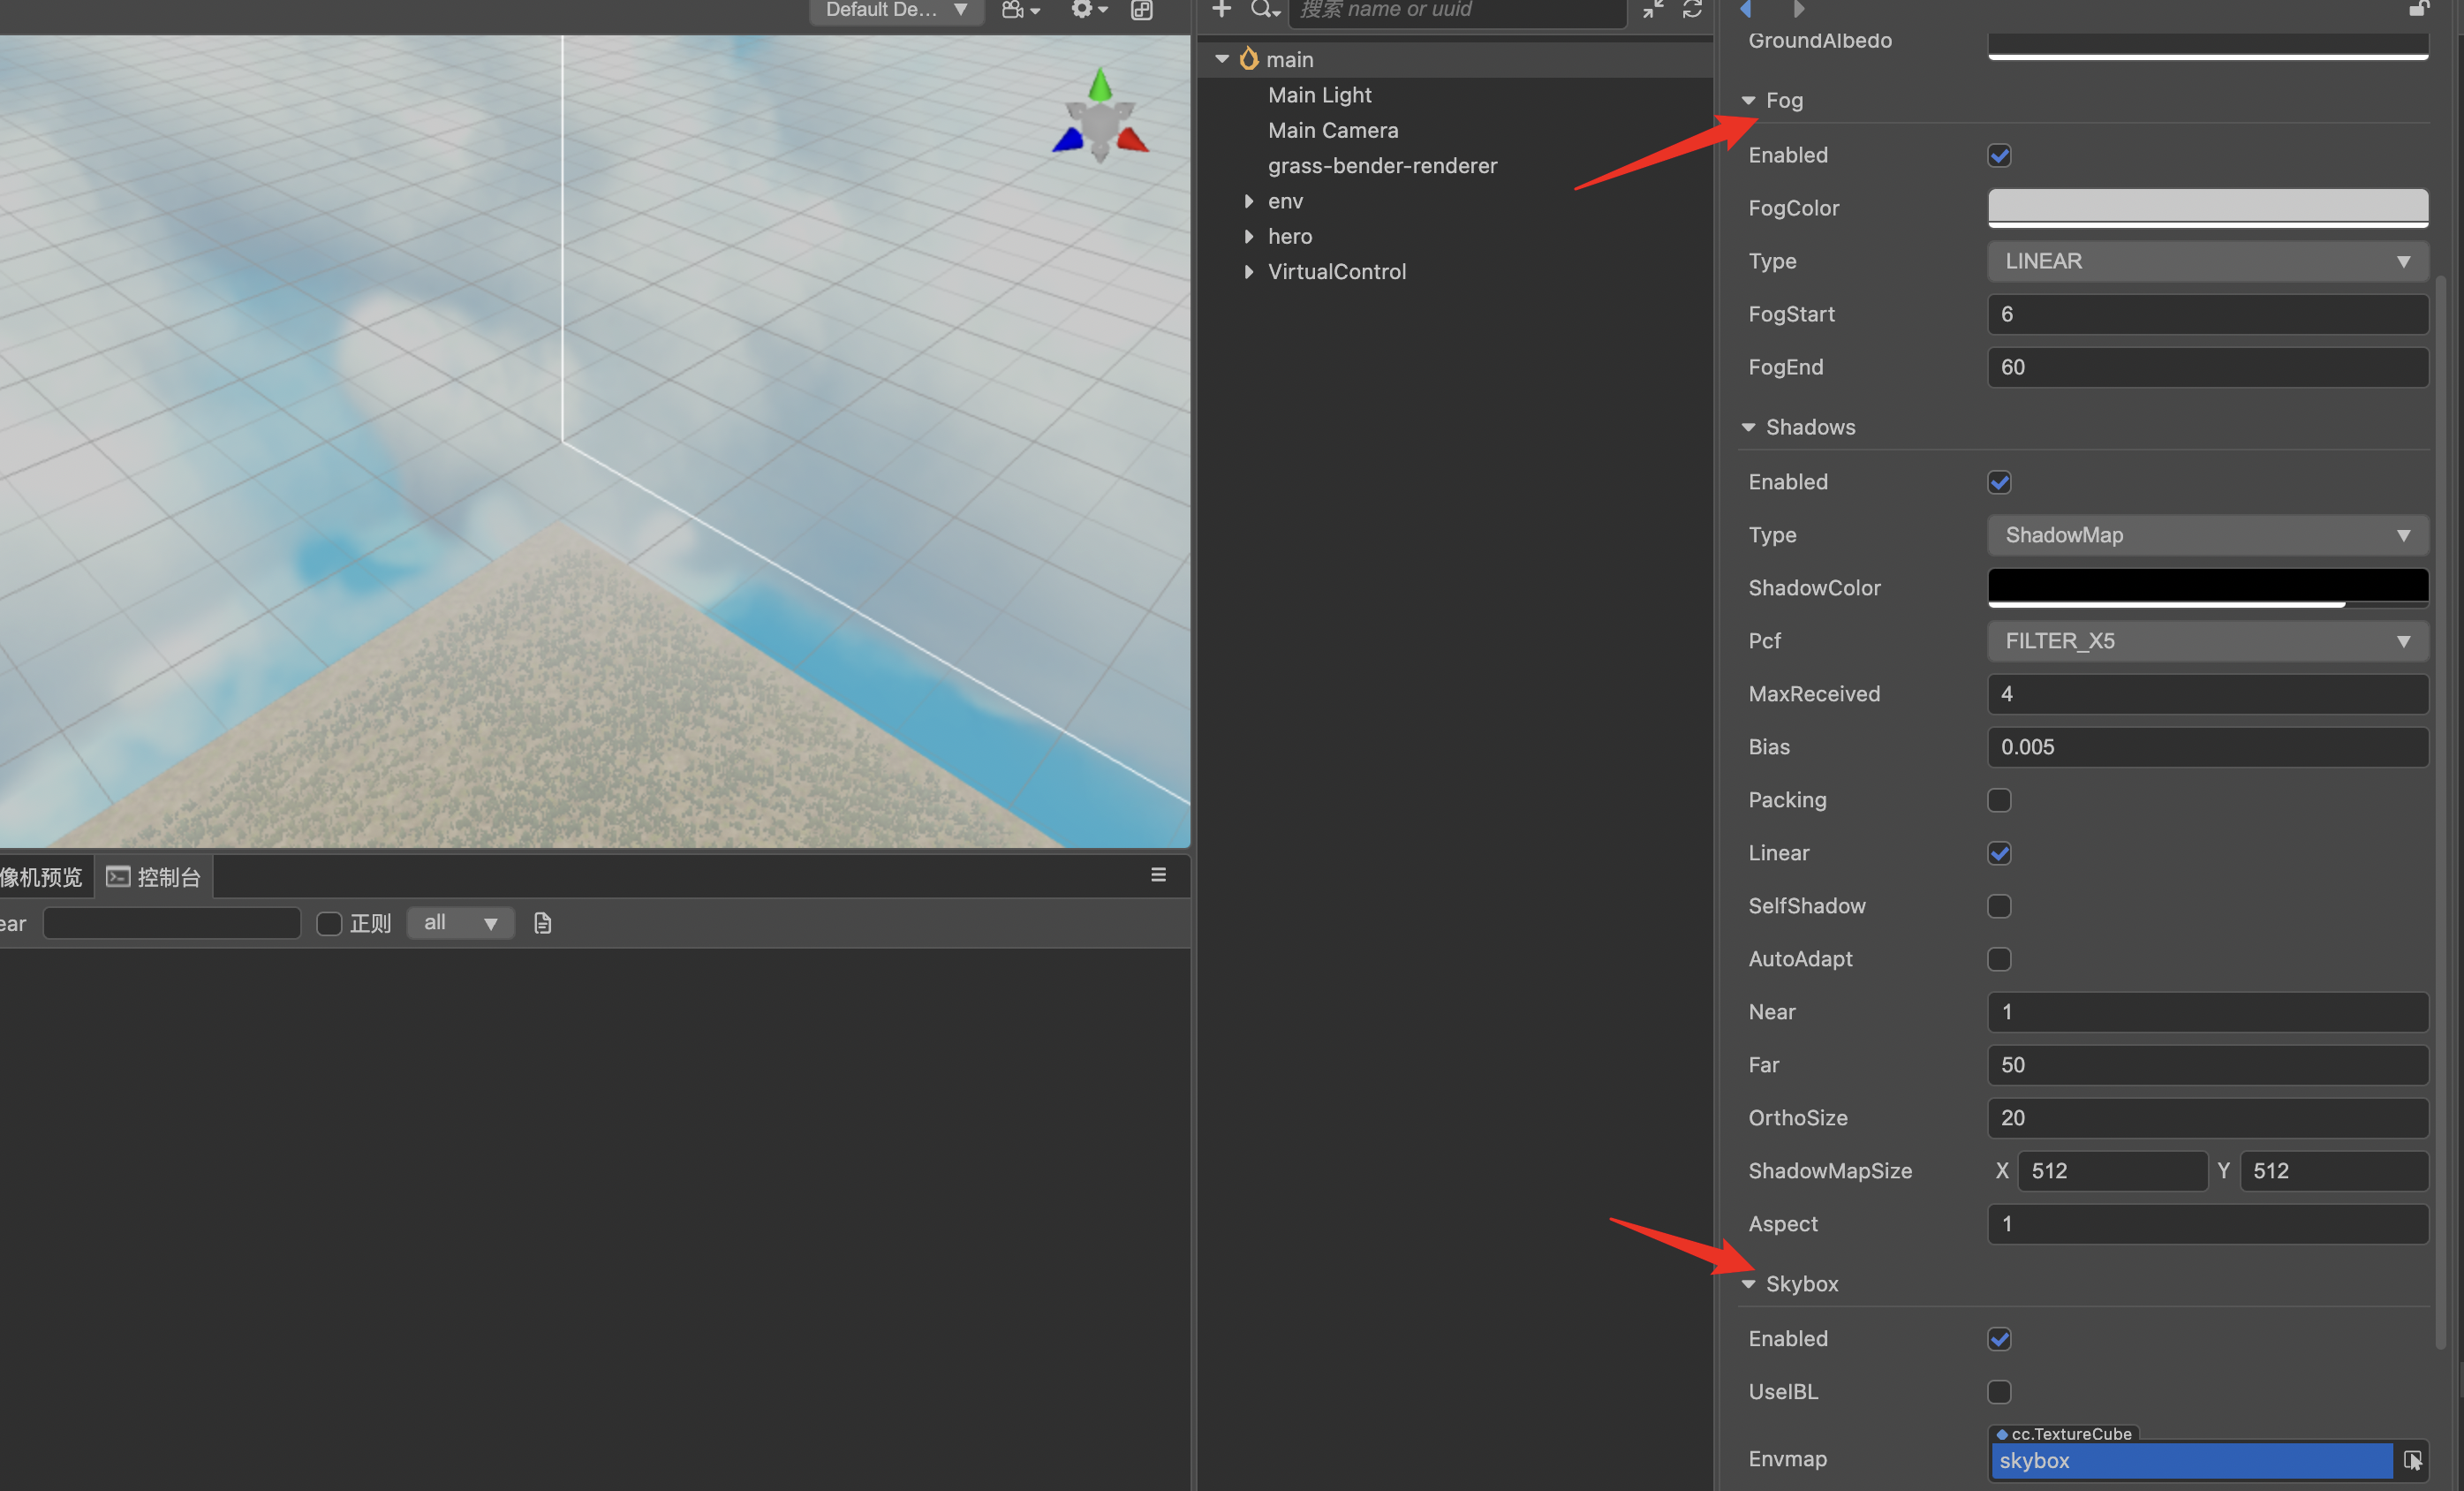 Default De...
搜索 name or uuid
main
Main Light
Main Camera
grass-bender-renderer
env
hero
VirtualControl
像机预览
控制台
ear
正则
all
GroundAlbedo
Fog
Enabled
FogColor
Type LINEAR
FogStart 6
FogEnd 60
Shadows
Enabled
Type ShadowMap
ShadowColor
Pcf FILTER_X5
MaxReceived 4
Bias 0.005
Packing
Linear
SelfShadow
AutoAdapt
Near 1
Far 50
OrthoSize 20
ShadowMapSize X 512 Y 512
Aspect 1
Skybox
Enabled
UseIBL
cc.TextureCube
Envmap skybox